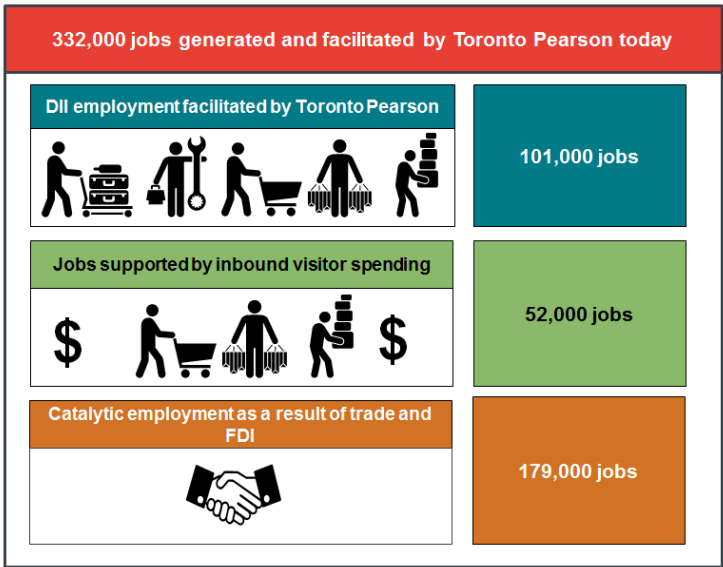 332,000 jobs generated and facilitated by Toronto Pearson today
DII employment facilitated by Toronto Pearson
101,000 jobs
Jobs supported by inbound visitor spending
$
$
52,000 jobs
Catalytic employment as a result of trade and
FDI
179,000 jobs